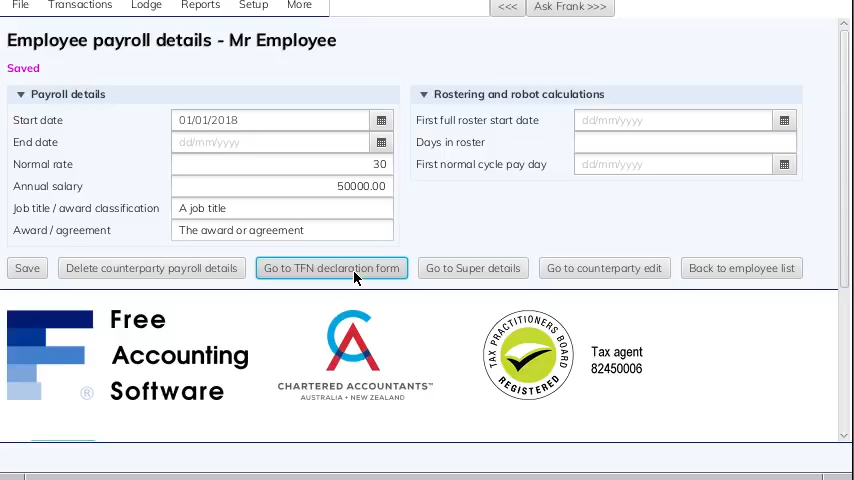 File Transactions Lodge Reports Setup More <<< Ask Frank >>>
Employee payroll details - Mr Employee
Saved
Payroll details
Start date 01/01/2018
End date dd/mm/yyyy
Normal rate 30
Annual salary 50000.00
Job title / award classification A job title
Award / agreement The award or agreement
Rostering and robot calculations
First full roster start date dd/mm/yyyy
Days in roster
First normal cycle pay day dd/mm/yyyy
Save Delete counterparty payroll details Go to TFN declaration form Go to Super details Go to counterparty edit Back to employee list
Free
Accounting
Software
®
CHARTERED ACCOUNTANTS™
AUSTRALIA + NEW ZEALAND
TAX PRACTITIONERS BOARD
REGISTERED
Tax agent
82450006